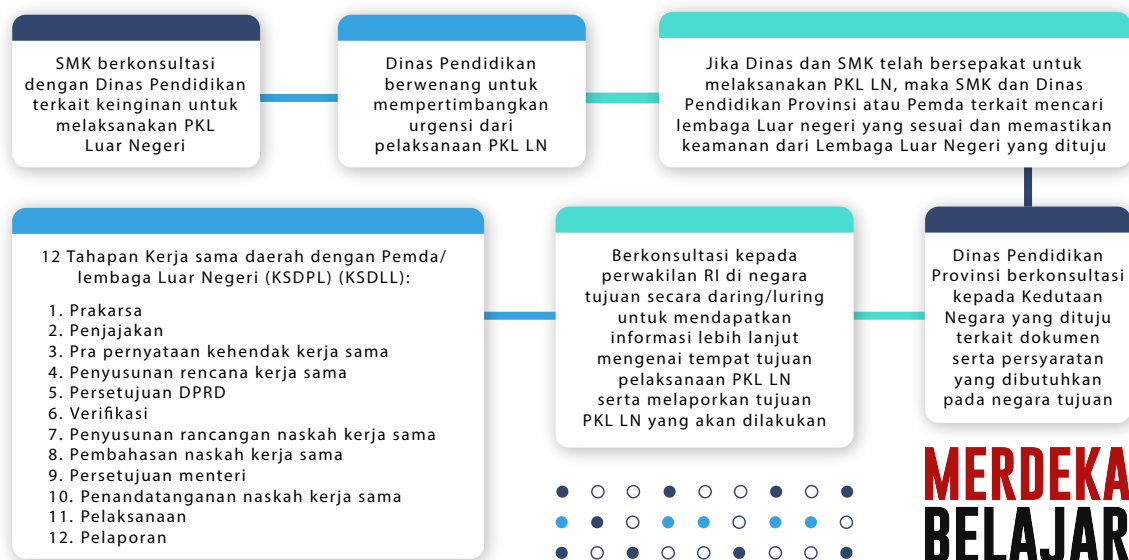 SMK berkonsultasi
dengan Dinas Pendidikan
terkait keinginan untuk
melaksanakan PKL
Luar Negeri
Dinas Pendidikan
berwenang untuk
mempertimbangkan
urgensi dari
pelaksanaan PKL LN
Jika Dinas dan SMK telah bersepakat untuk
melaksanakan PKL LN, maka SMK dan Dinas
Pendidikan Provinsi atau Pemda terkait mencari
lembaga Luar negeri yang sesuai dan memastikan
keamanan dari Lembaga Luar Negeri yang dituju
Dinas Pendidikan
Provinsi berkonsultasi
kepada Kedutaan
Negara yang dituju
terkait dokumen
serta persyaratan
yang dibutuhkan
pada negara tujuan
Berkonsultasi kepada
perwakilan RI di negara
tujuan secara daring/luring
untuk mendapatkan
informasi lebih lanjut
mengenai tempat tujuan
pelaksanaan PKL LN
serta melaporkan tujuan
PKL LN yang akan dilakukan
12 Tahapan Kerja sama daerah dengan Pemda/
lembaga Luar Negeri (KSDPL) (KSDLL):
1. Prakarsa
2. Penjajakan
3. Pra pernyataan kehendak kerja sama
4. Penyusunan rencana kerja sama
5. Persetujuan DPRD
6. Verifikasi
7. Penyusunan rancangan naskah kerja sama
8. Pembahasan naskah kerja sama
9. Persetujuan menteri
10. Penandatanganan naskah kerja sama
11. Pelaksanaan
12. Pelaporan
MERDEKA
BELAJAR